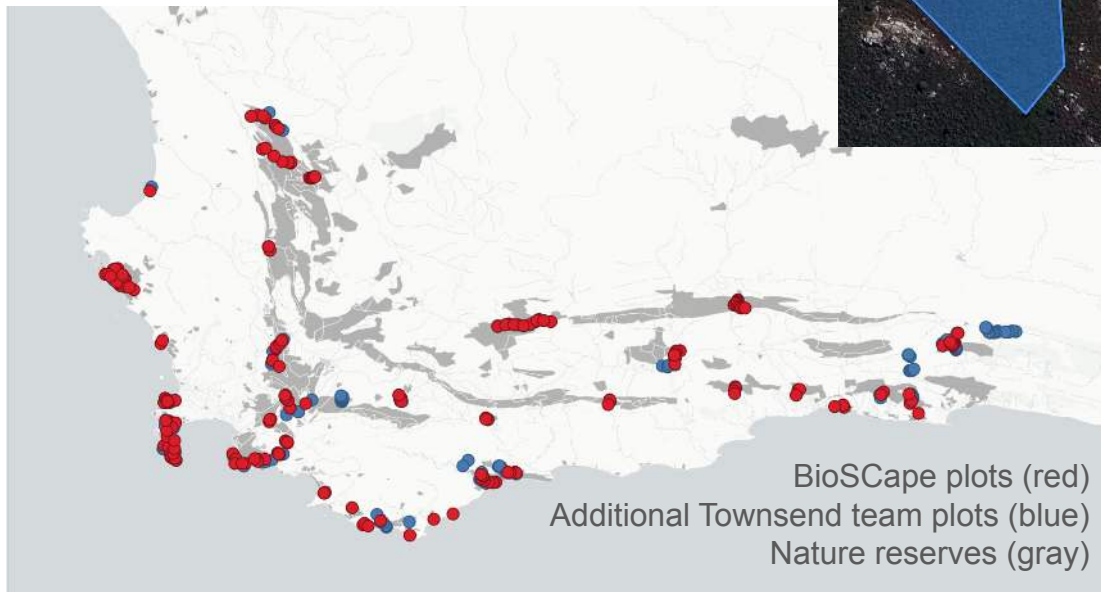 BioSCape plots (red)
Additional Townsend team plots (blue)
Nature reserves (gray)